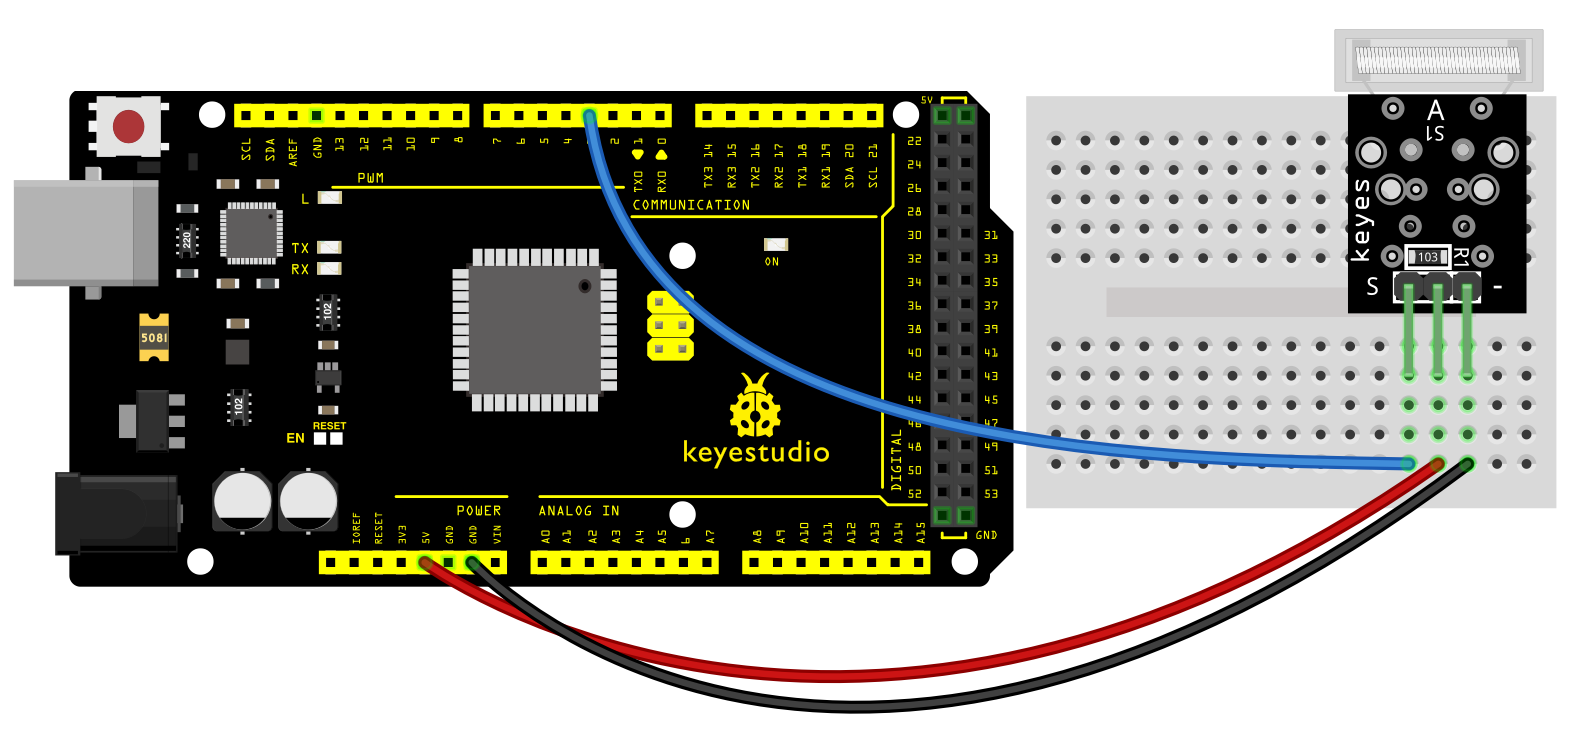 SCL SDA AREF GND 13 12 11 10 9 8
7 6 5 4 2 TX0 1 RX0 0
TX3 14 RX3 15 TX2 16 RX2 17 TX1 18 RX1 19 SDA 20 SCL 21
5V
PWM
COMMUNICATION
L
TX
RX
ON
220
102
5081
102
RESET
EN
keyestudio
22
24
26
28
30 31
32 33
34 35
36 37
38 39
40 41
42 43
44 45
46 47
48 49
50 51
52 53
DIGITAL
GND
POWER
ANALOG IN
IOREF RESET 3V3 5V GND GND VIN
A0 A1 A2 A3 A4 A5 6 A7
A8 A9 A10 A11 A12 A13 A14 A15
A
S1
keyes
103
R1
S -